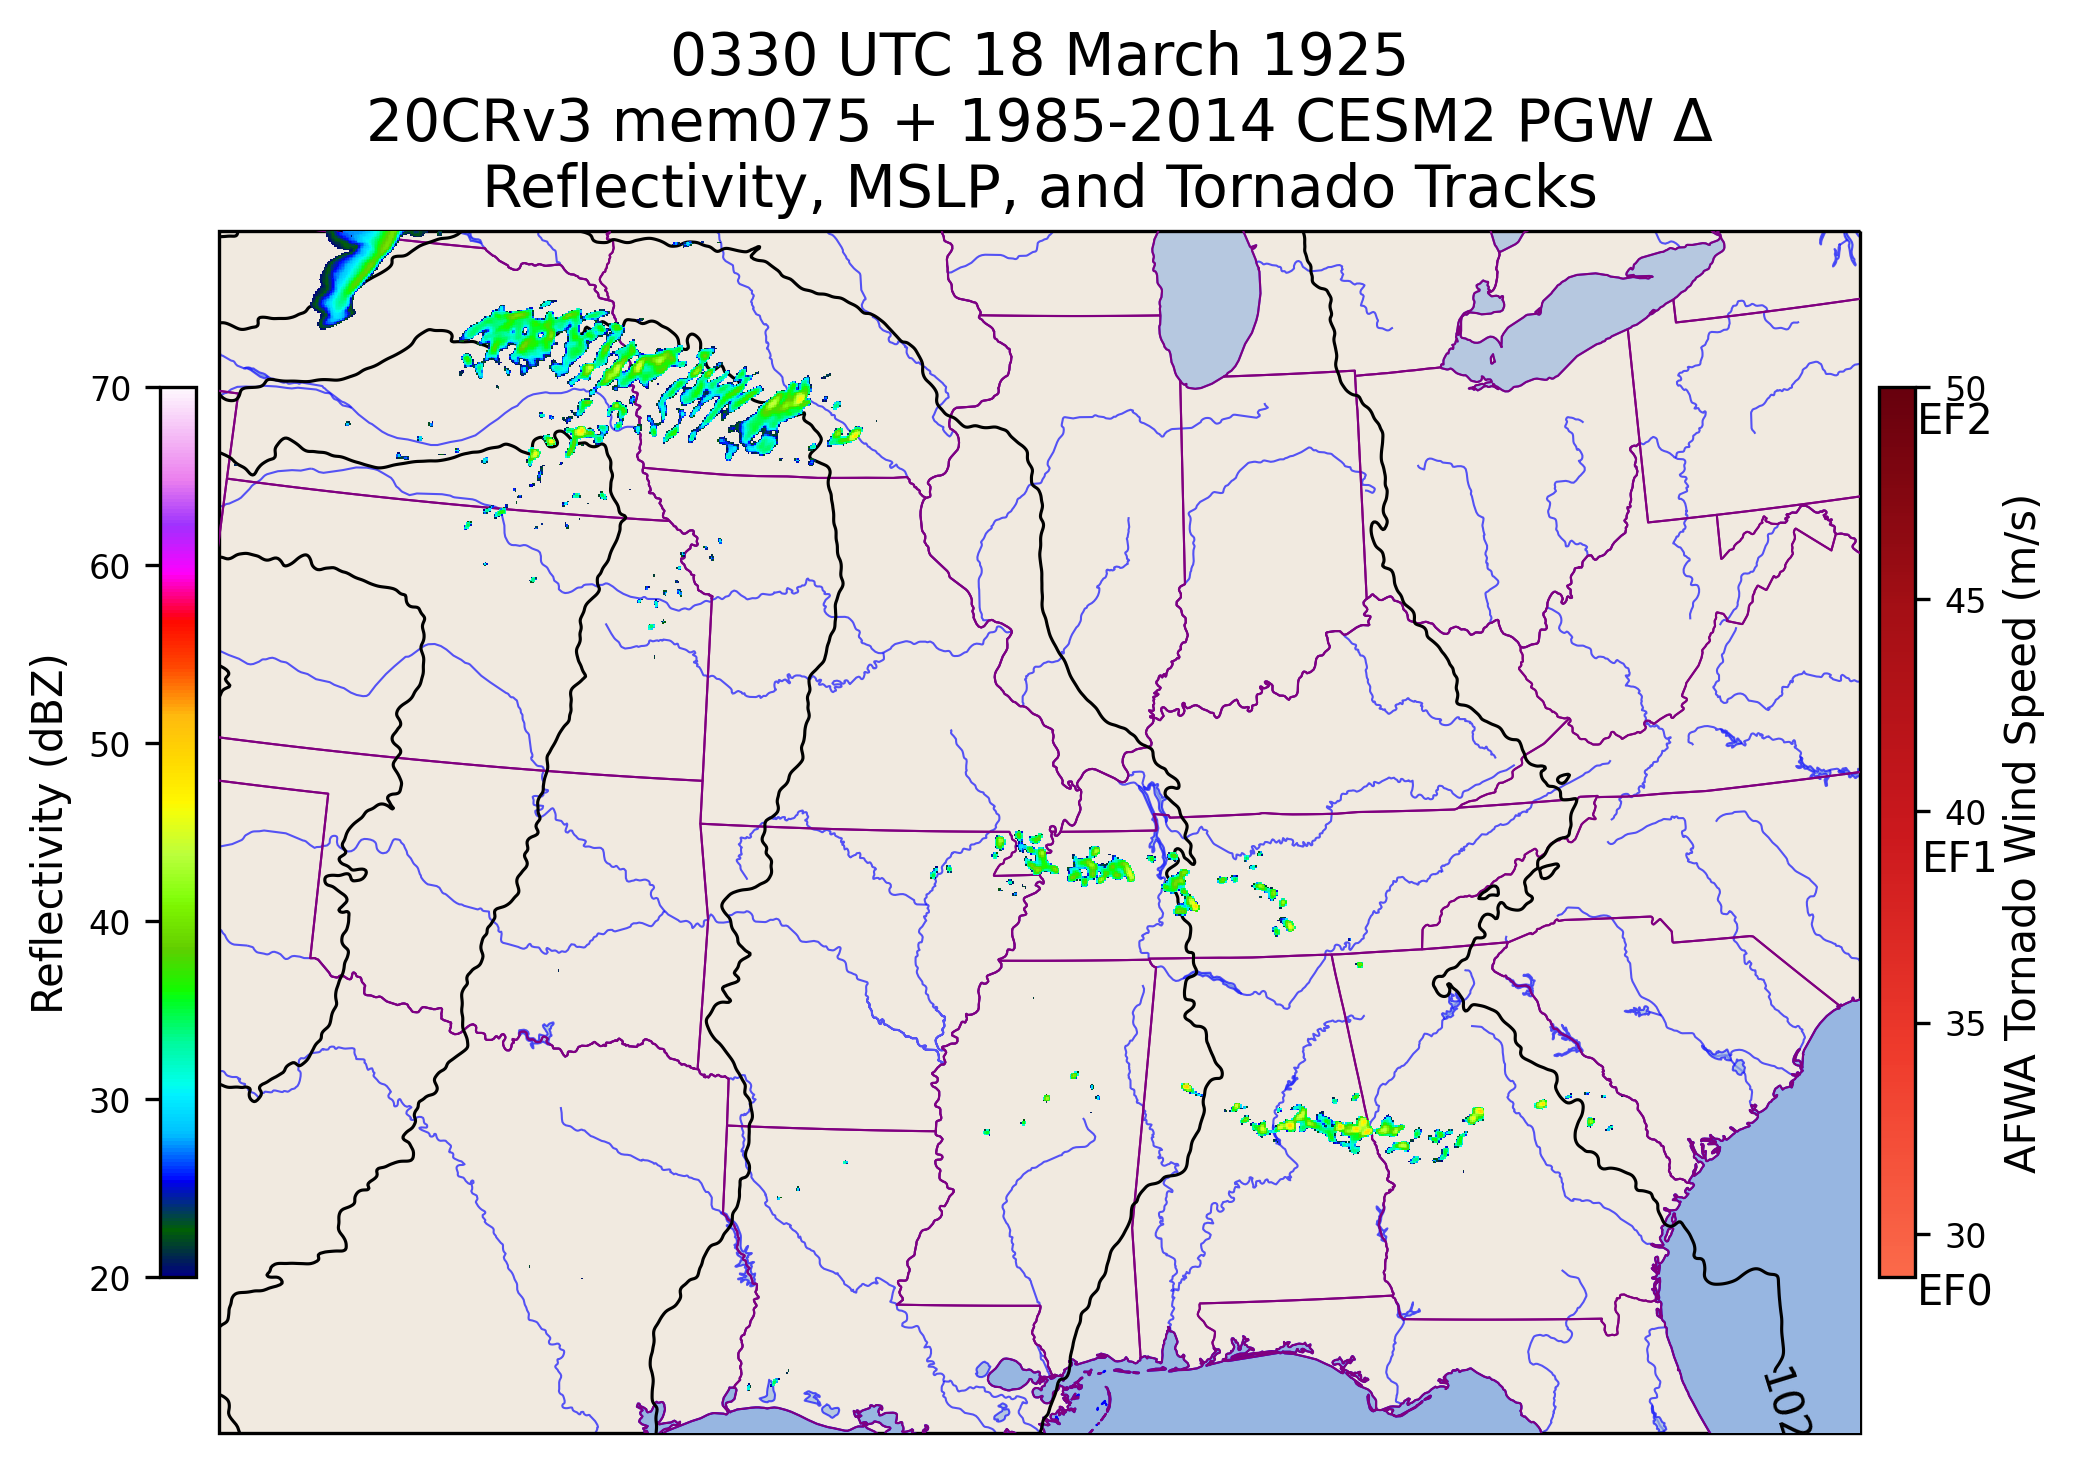 0330 UTC 18 March 1925
20CRv3 mem075 + 1985-2014 CESM2 PGW Δ
Reflectivity, MSLP, and Tornado Tracks
Reflectivity (dBZ)
70
60
50
40
30
20
50
EF2
45
40
EF1
35
30
EF0
AFWA Tornado Wind Speed (m/s)
102